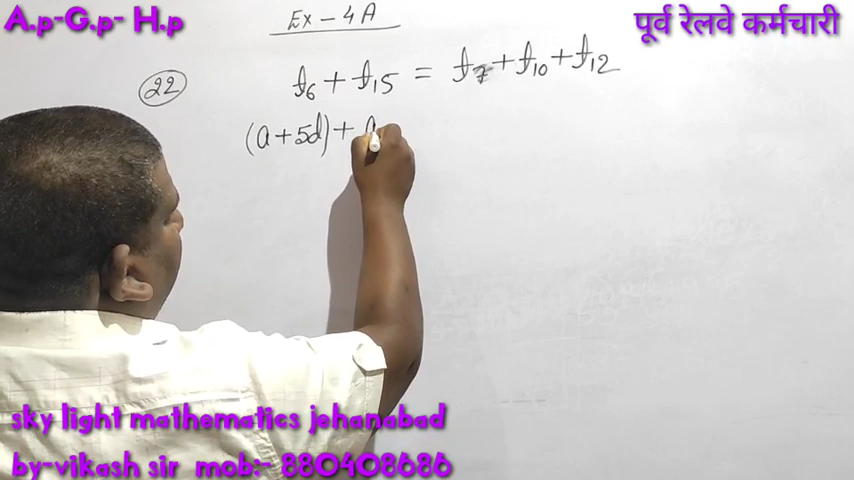 A.p-G.p- H.p
Ex - 4A
पूर्व रेलवे कर्मचारी
22
t₆ + t₁₅ = t₇ + t₁₀ + t₁₂
(a + 5d) + a
sky light mathematics jehanabad
by-vikash sir mob:- 880408686